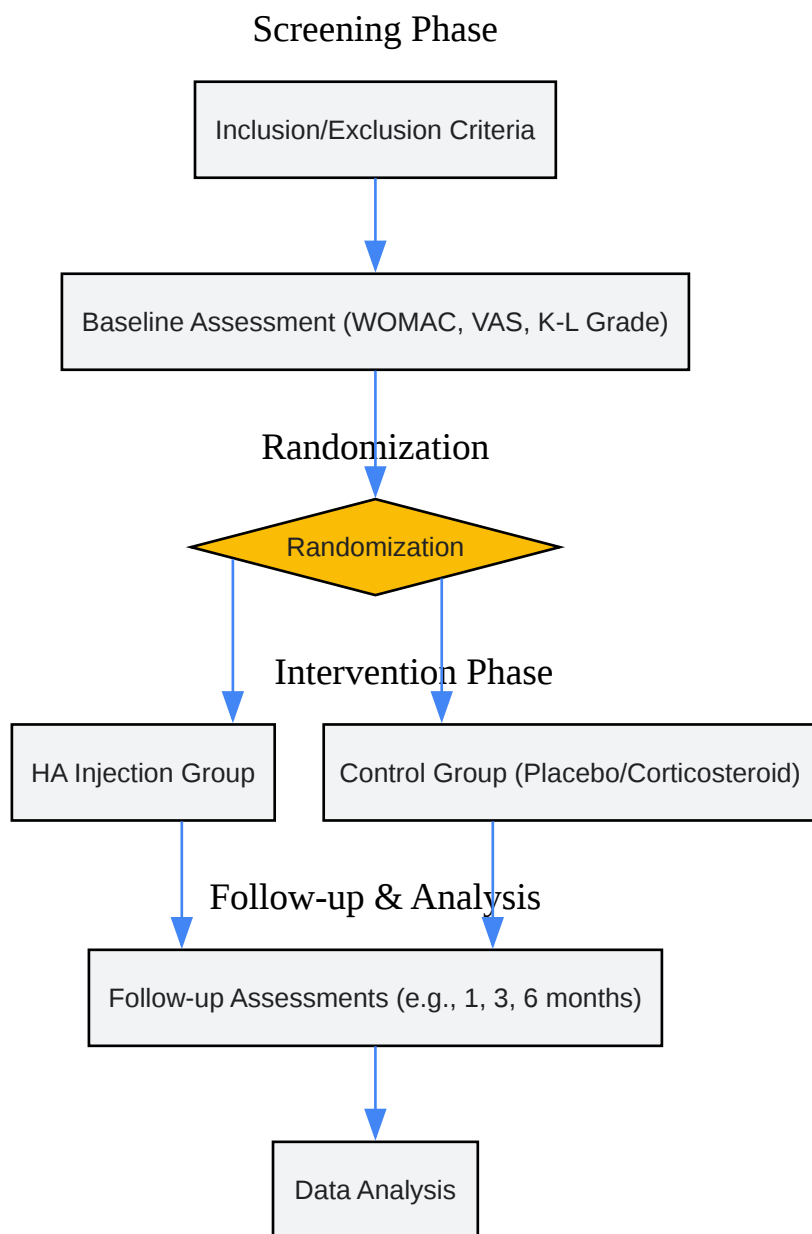 Screening Phase
Inclusion/Exclusion Criteria
Baseline Assessment (WOMAC, VAS, K-L Grade)
Randomization
Randomization
Intervention Phase
HA Injection Group
Control Group (Placebo/Corticosteroid)
Follow-up & Analysis
Follow-up Assessments (e.g., 1, 3, 6 months)
Data Analysis